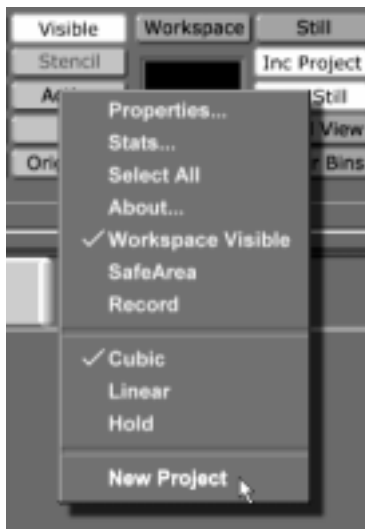 Visible Workspace Still
Stencil Inc Project
Still
View
Bins
Properties...
Stats...
Select All
About...
Workspace Visible
SafeArea
Record
Cubic
Linear
Hold
New Project